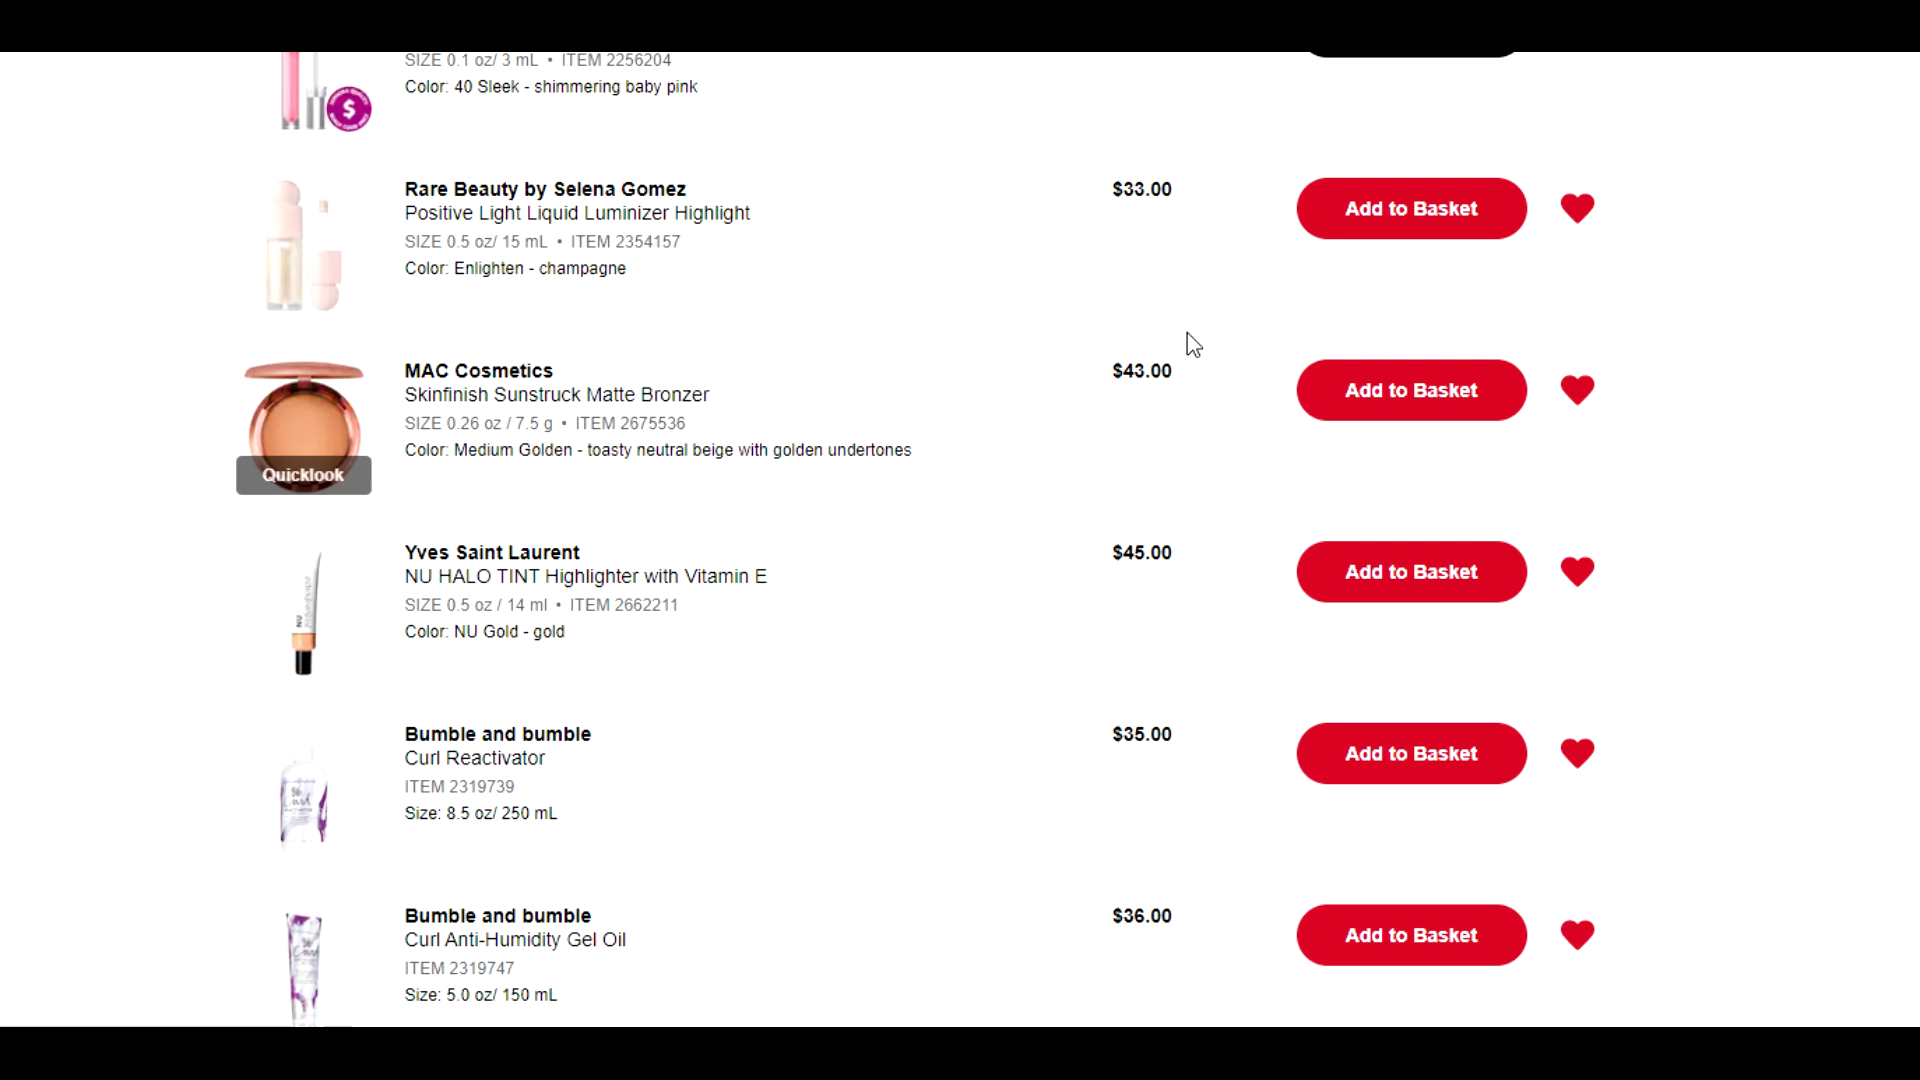 SIZE 0.1 oz/ 3 mL • ITEM 2256204
Color: 40 Sleek - shimmering baby pink
$
Rare Beauty by Selena Gomez
$33.00
Add to Basket
Positive Light Liquid Luminizer Highlight
SIZE 0.5 oz/ 15 mL • ITEM 2354157
Color: Enlighten - champagne
MAC Cosmetics
$43.00
Add to Basket
Skinfinish Sunstruck Matte Bronzer
SIZE 0.26 oz / 7.5 g • ITEM 2675536
Color: Medium Golden - toasty neutral beige with golden undertones
Quicklook
Yves Saint Laurent
$45.00
Add to Basket
NU HALO TINT Highlighter with Vitamin E
SIZE 0.5 oz / 14 ml • ITEM 2662211
Color: NU Gold - gold
NU
Bumble and bumble
$35.00
Add to Basket
Curl Reactivator
ITEM 2319739
Size: 8.5 oz/ 250 mL
Bumble and bumble
$36.00
Add to Basket
Curl Anti-Humidity Gel Oil
ITEM 2319747
Size: 5.0 oz/ 150 mL